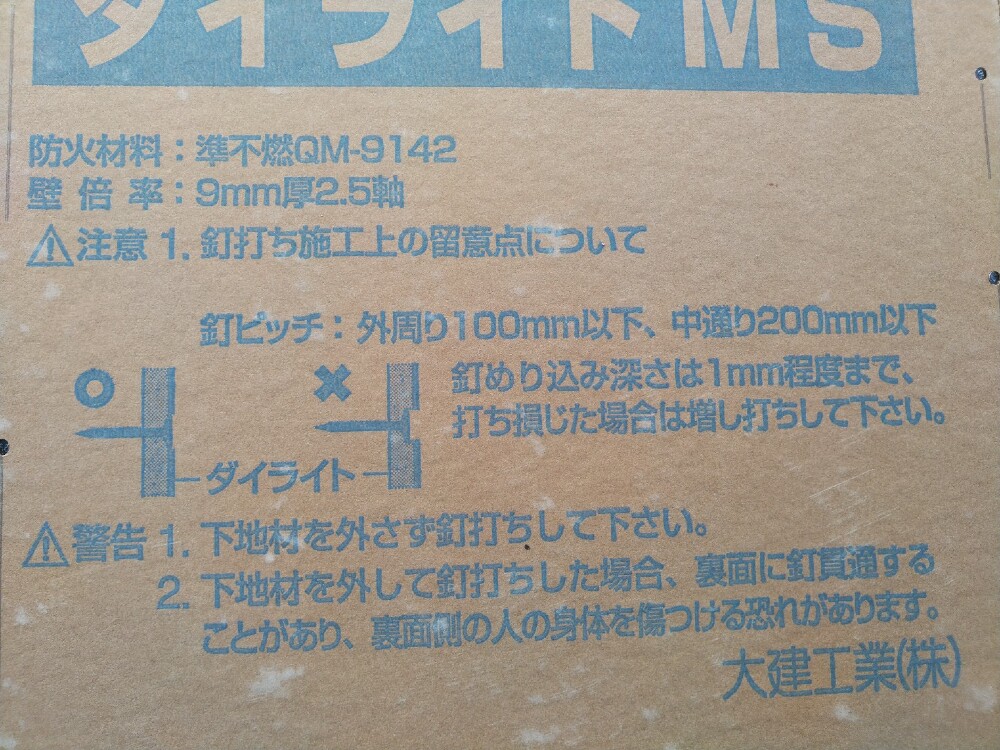 ダイライトMS
防火材料：準不燃QM-9142
壁倍率：9mm厚2.5軸
⚠注意 1. 釘打ち施工上の留意点について
釘ピッチ：外周り100mm以下、中通り200mm以下
釘めり込み深さは1mm程度まで、
打ち損じた場合は増し打ちして下さい。
ダイライト
⚠警告 1. 下地材を外さず釘打ちして下さい。
2. 下地材を外して釘打ちした場合、裏面に釘貫通する
ことがあり、裏面側の人の身体を傷つける恐れがあります。
大建工業(株)